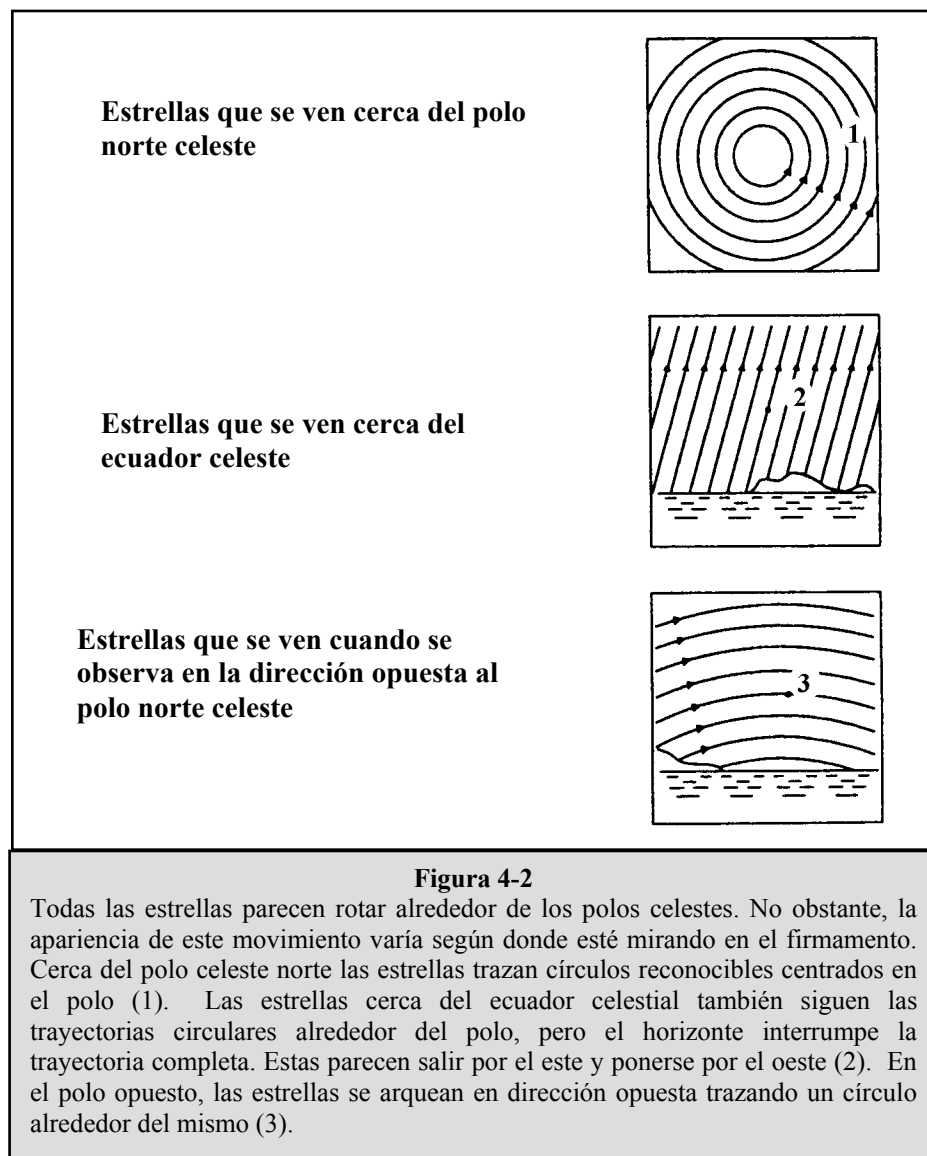 Estrellas que se ven cerca del polo
norte celeste
1
Estrellas que se ven cerca del
ecuador celeste
2
Estrellas que se ven cuando se
observa en la dirección opuesta al
polo norte celeste
3
Figura 4-2
Todas las estrellas parecen rotar alrededor de los polos celestes. No obstante, la
apariencia de este movimiento varía según donde esté mirando en el firmamento.
Cerca del polo celeste norte las estrellas trazan círculos reconocibles centrados en
el polo (1). Las estrellas cerca del ecuador celestial también siguen las
trayectorias circulares alrededor del polo, pero el horizonte interrumpe la
trayectoria completa. Estas parecen salir por el este y ponerse por el oeste (2). En
el polo opuesto, las estrellas se arquean en dirección opuesta trazando un círculo
alrededor del mismo (3).